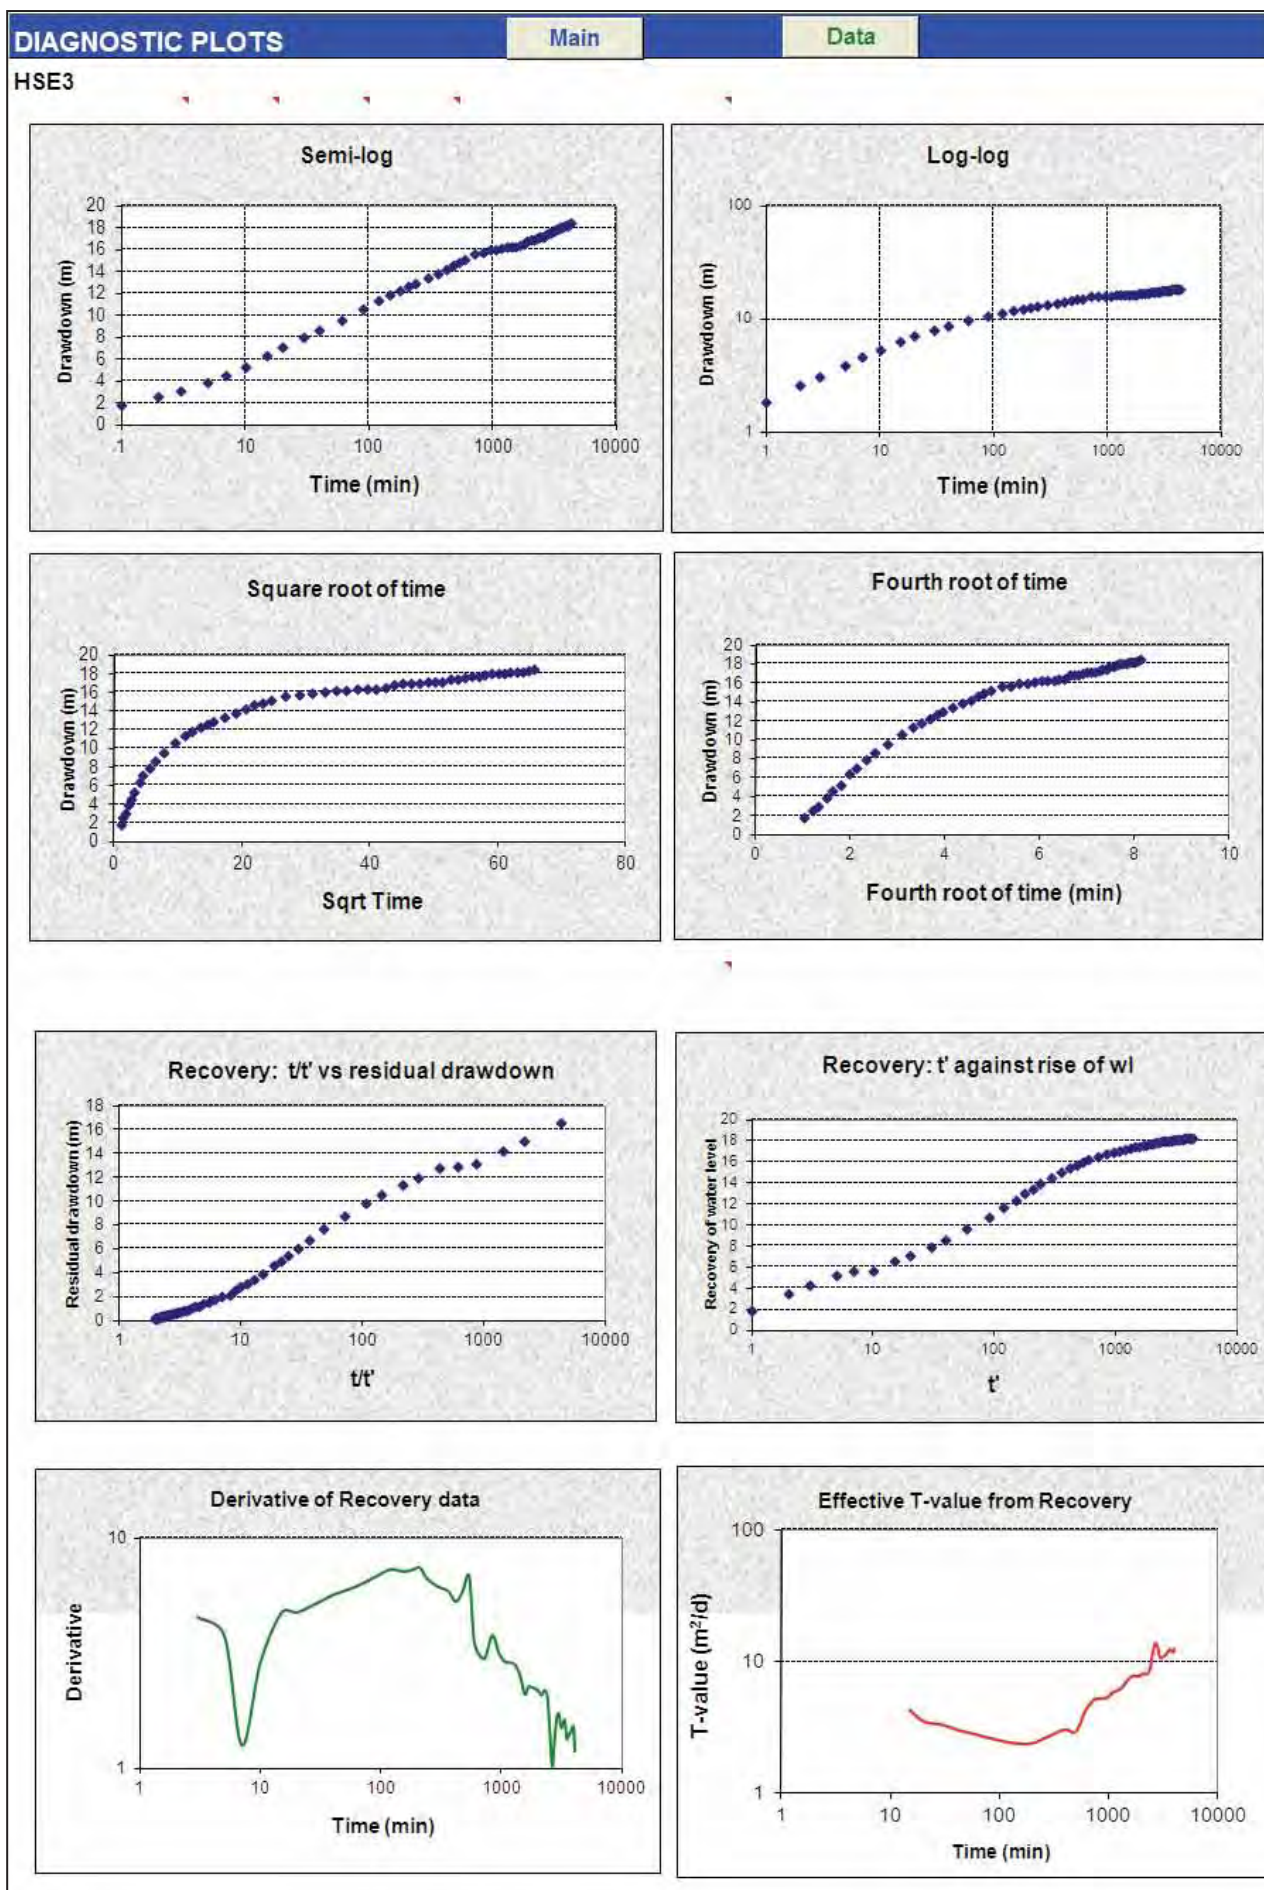 DIAGNOSTIC PLOTS Main Data
HSE3
Semi-log
Drawdown (m)
20
18
16
14
12
10
8
6
4
2
0
1 10 100 1000 10000
Time (min)
Log-log
Drawdown (m)
100
10
1
1 10 100 1000 10000
Time (min)
Square root of time
Drawdown (m)
20
18
16
14
12
10
8
6
4
2
0
0 20 40 60 80
Sqrt Time
Fourth root of time
Drawdown (m)
20
18
16
14
12
10
8
6
4
2
0
0 2 4 6 8 10
Fourth root of time (min)
Recovery: t/t' vs residual drawdown
Residual drawdown (m)
18
16
14
12
10
8
6
4
2
0
1 10 100 1000 10000
t/t'
Recovery: t' against rise of wl
Recovery of water level
20
18
16
14
12
10
8
6
4
2
0
1 10 100 1000 10000
t'
Derivative of Recovery data
Derivative
10
1
1 10 100 1000 10000
Time (min)
Effective T-value from Recovery
T-value (m²/d)
100
10
1
1 10 100 1000 10000
Time (min)